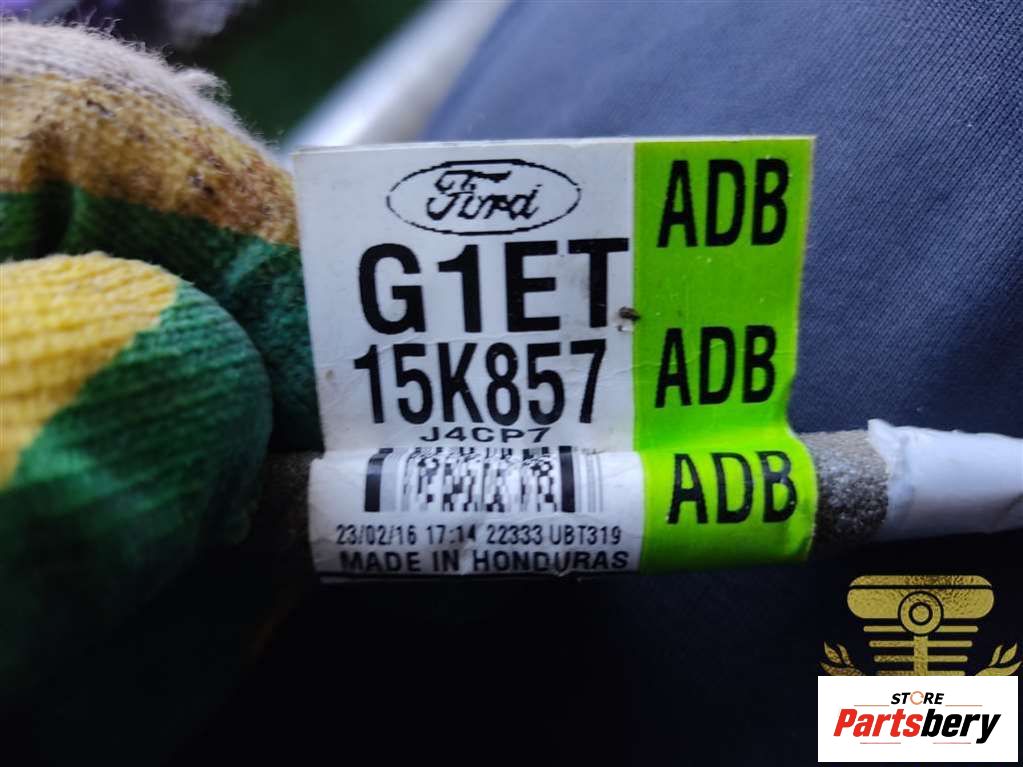 Ford
G1ET
15K857
J4CP7
23/02/16 17:14 22333 UBT319
MADE IN HONDURAS
ADB
ADB
ADB
STORE
Partsbery